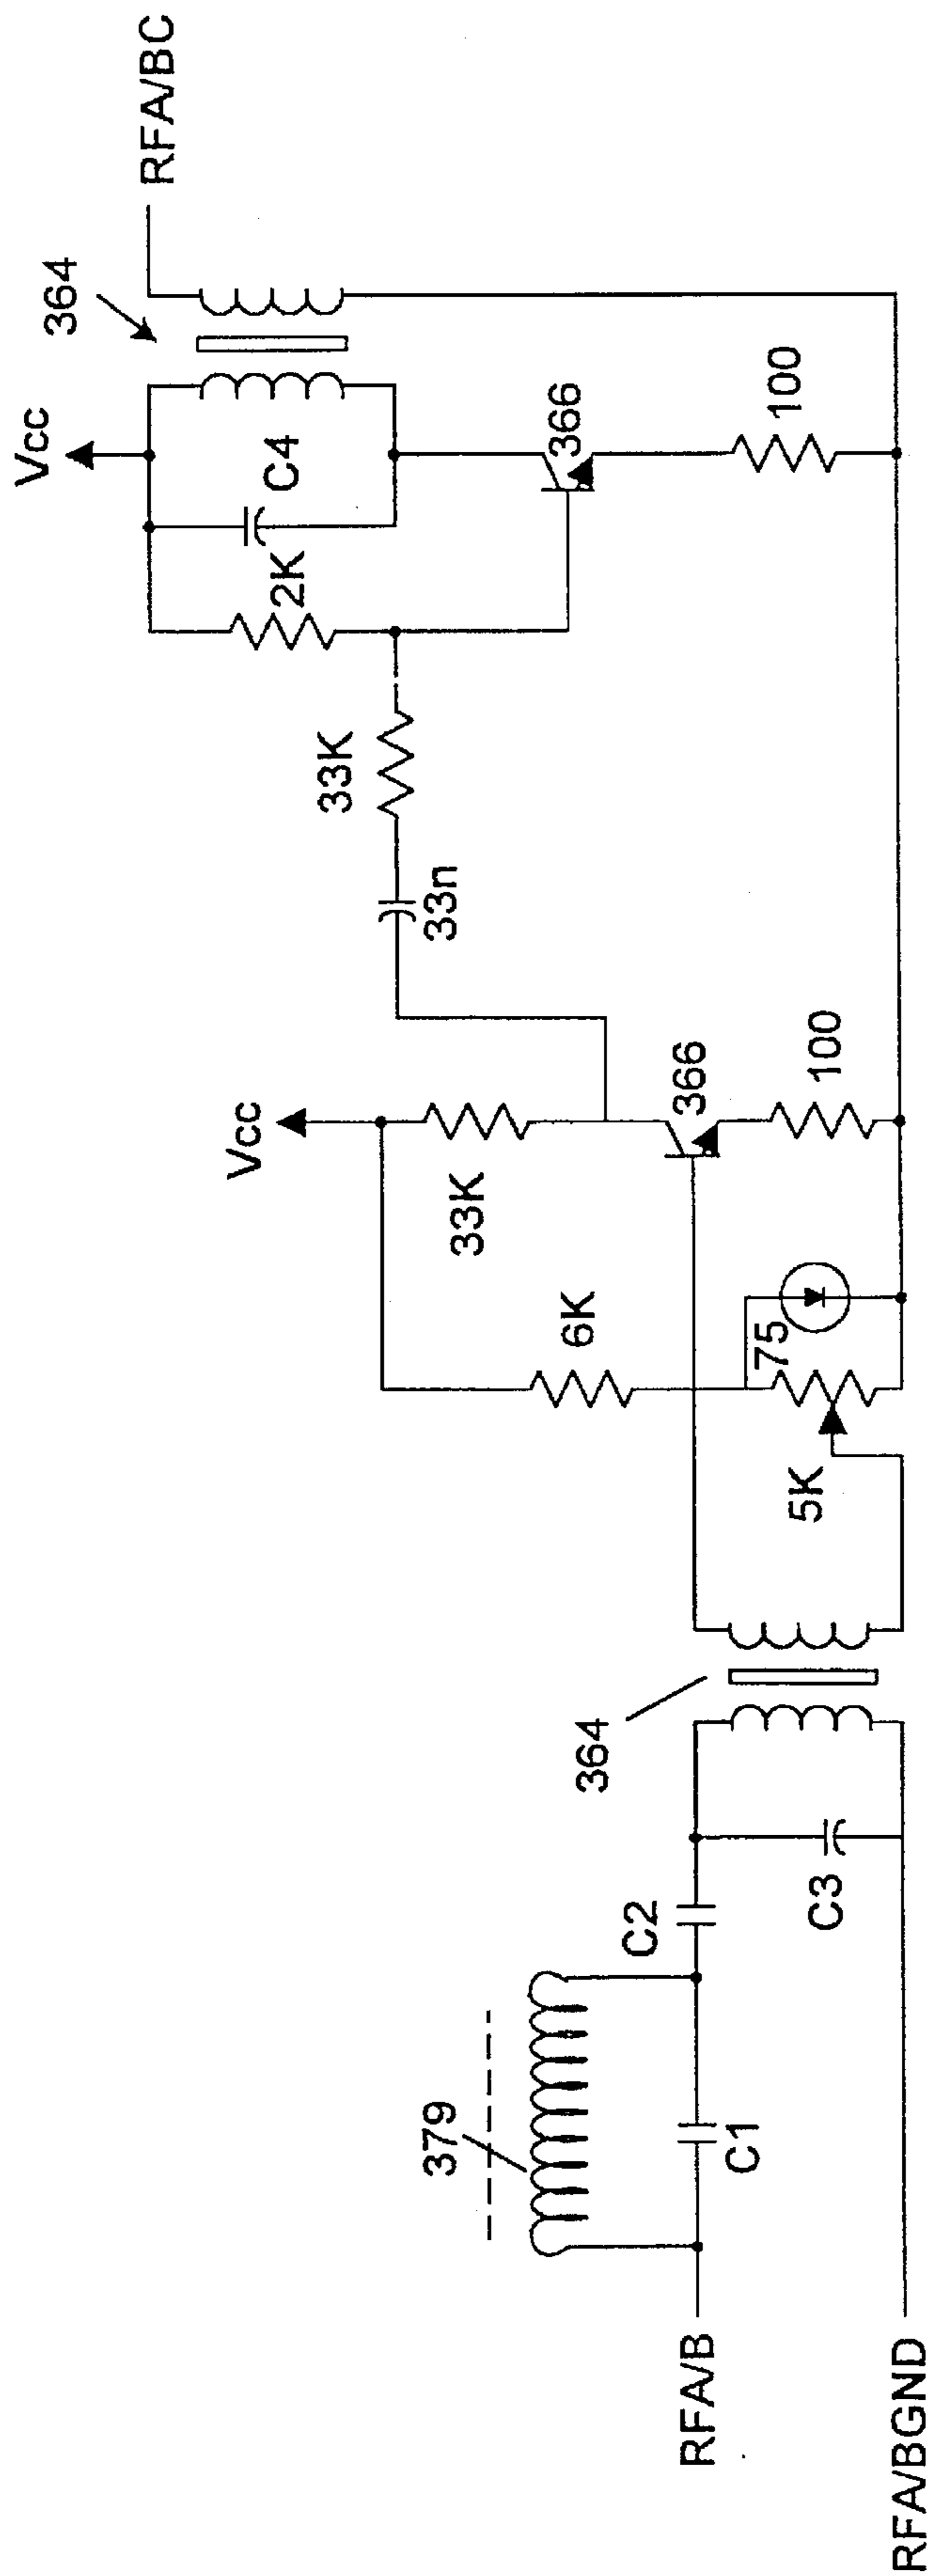 RFA/B
RFA/BGND
379
C1
C2
C3
364
5K
75
6K
33K
Vcc
366
100
33n
33K
2K
C4
Vcc
364
366
100
RFA/BC